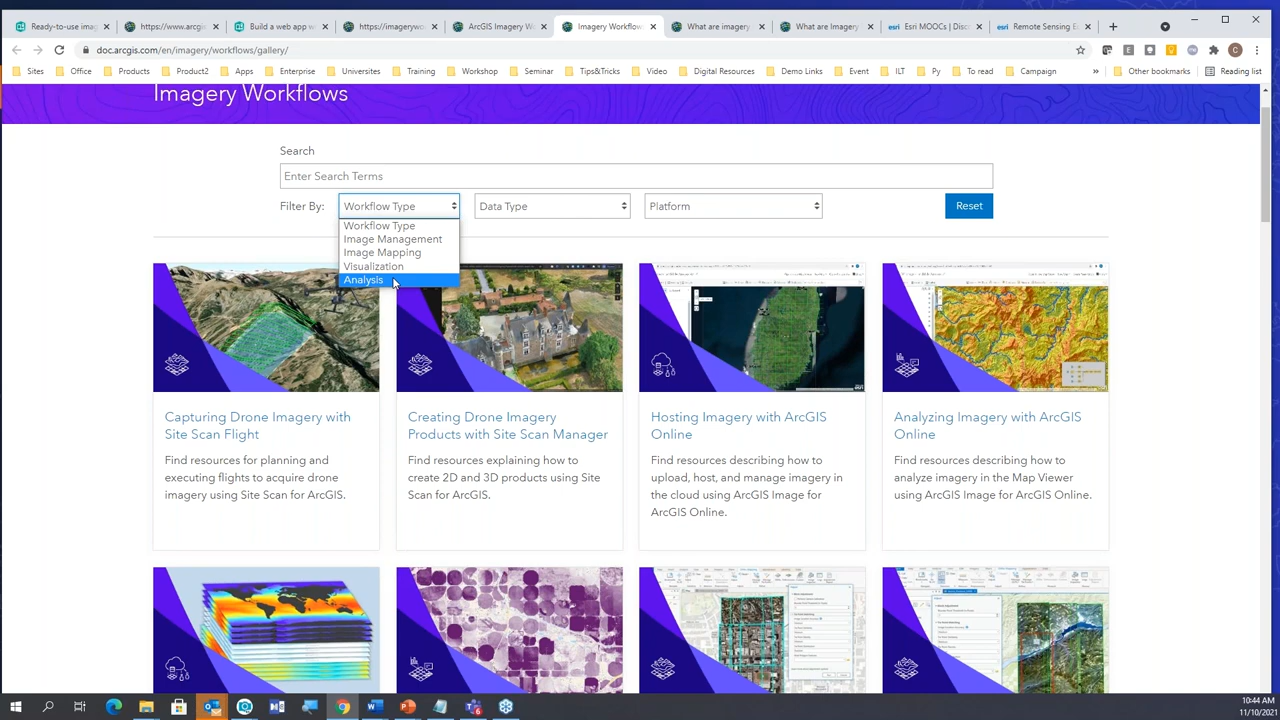 Ready-to-use imag
https://www.arcgi
Build a web app w
https://imagerywo
ArcGIS Imagery W
Imagery Workflow
What are imagery
What are Imagery
esri Esri MOOCs | Disc
esri Remote Sensing E
doc.arcgis.com/en/imagery/workflows/gallery/
Sites
Office
Products
Product2
Apps
Enterprise
Universities
Training
Workshop
Seminar
Tips&Tricks
Video
Digital Resources
Demo Links
Event
ILT
Py
To read
Campaign
»
Other bookmarks
Reading list
Imagery Workflows
Search
Enter Search Terms
Filter By:
Workflow Type
Data Type
Platform
Reset
Workflow Type
Image Management
Image Mapping
Visualization
Analysis
Capturing Drone Imagery with
Site Scan Flight
Find resources for planning and
executing flights to acquire drone
imagery using Site Scan for ArcGIS.
Creating Drone Imagery
Products with Site Scan Manager
Find resources explaining how to
create 2D and 3D products using Site
Scan for ArcGIS.
Hosting Imagery with ArcGIS
Online
Find resources describing how to
upload, host, and manage imagery in
the cloud using ArcGIS Image for
ArcGIS Online.
Analyzing Imagery with ArcGIS
Online
Find resources describing how to
analyze imagery in the Map Viewer
using ArcGIS Image for ArcGIS Online.
10:44 AM
11/10/2021